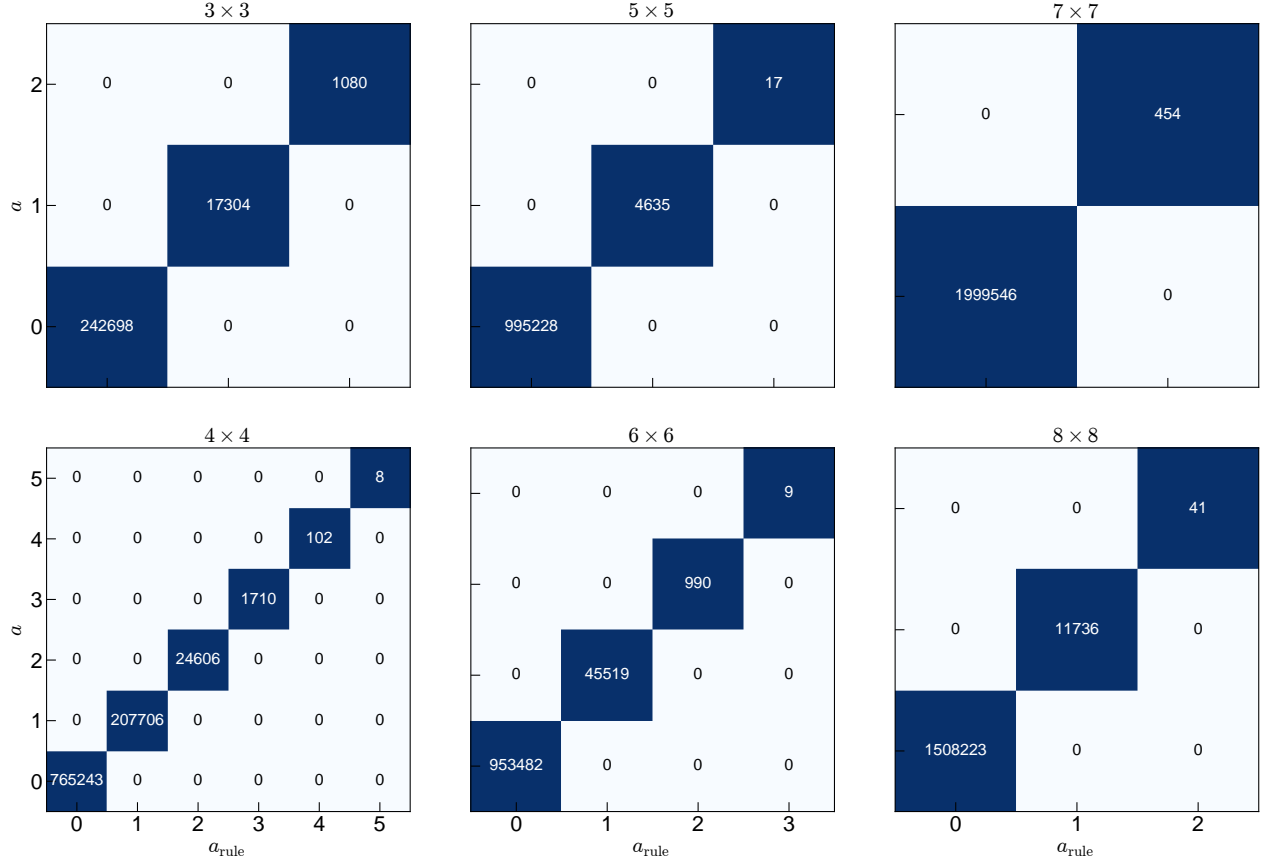 3 × 3
2 0 0 1080
a 1 0 17304 0
0 242698 0 0
5 × 5
0 0 17
0 4635 0
995228 0 0
7 × 7
0 454
1999546 0
4 × 4
5 0 0 0 0 0 8
4 0 0 0 0 102 0
3 0 0 0 1710 0 0
a
2 0 0 24606 0 0 0
1 0 207706 0 0 0 0
0 765243 0 0 0 0 0
0 1 2 3 4 5
a_rule
6 × 6
0 0 0 9
0 0 990 0
0 45519 0 0
953482 0 0 0
0 1 2 3
a_rule
8 × 8
0 0 41
0 11736 0
1508223 0 0
0 1 2
a_rule